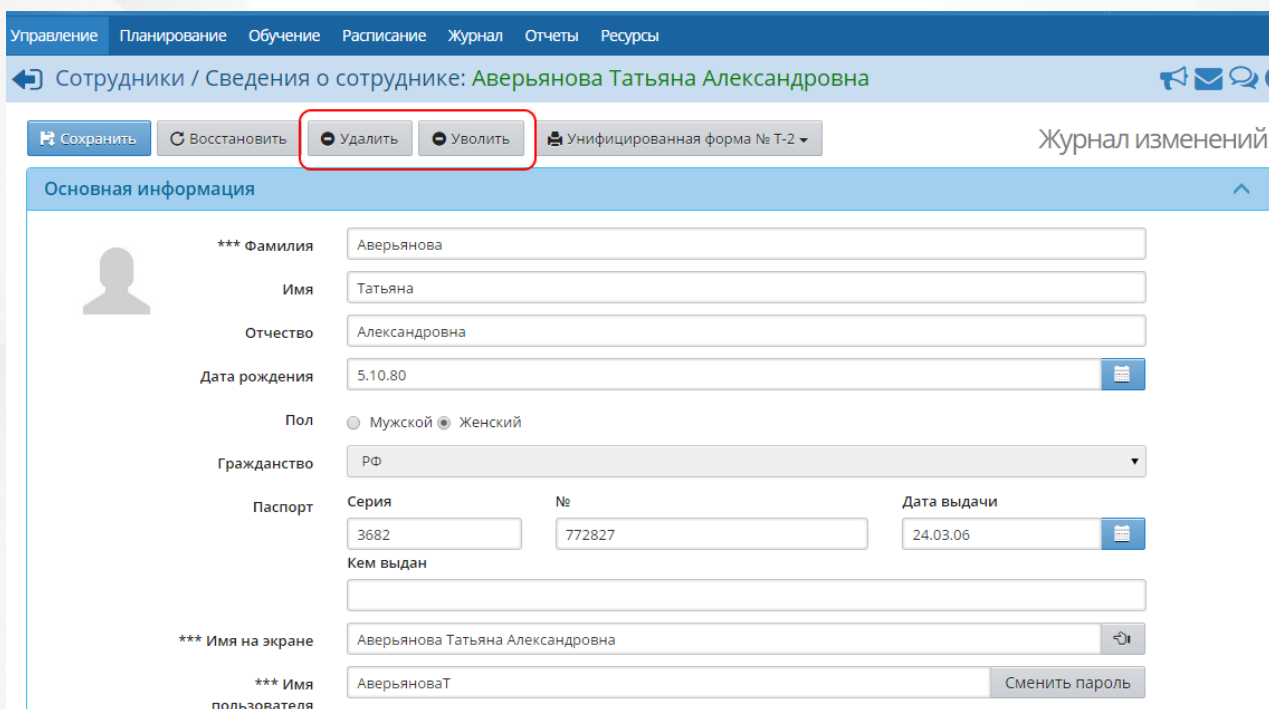 Управление Планирование Обучение Расписание Журнал Отчеты Ресурсы
Сотрудники / Сведения о сотруднике: Аверьянова Татьяна Александровна
Сохранить Восстановить Удалить Уволить Унифицированная форма № Т-2 Журнал изменений
Основная информация
*** Фамилия Аверьянова
Имя Татьяна
Отчество Александровна
Дата рождения 5.10.80
Пол Мужской Женский
Гражданство РФ
Паспорт Серия № Дата выдачи
3682 772827 24.03.06
Кем выдан
*** Имя на экране Аверьянова Татьяна Александровна
*** Имя АверьяноваТ Сменить пароль
пользователя